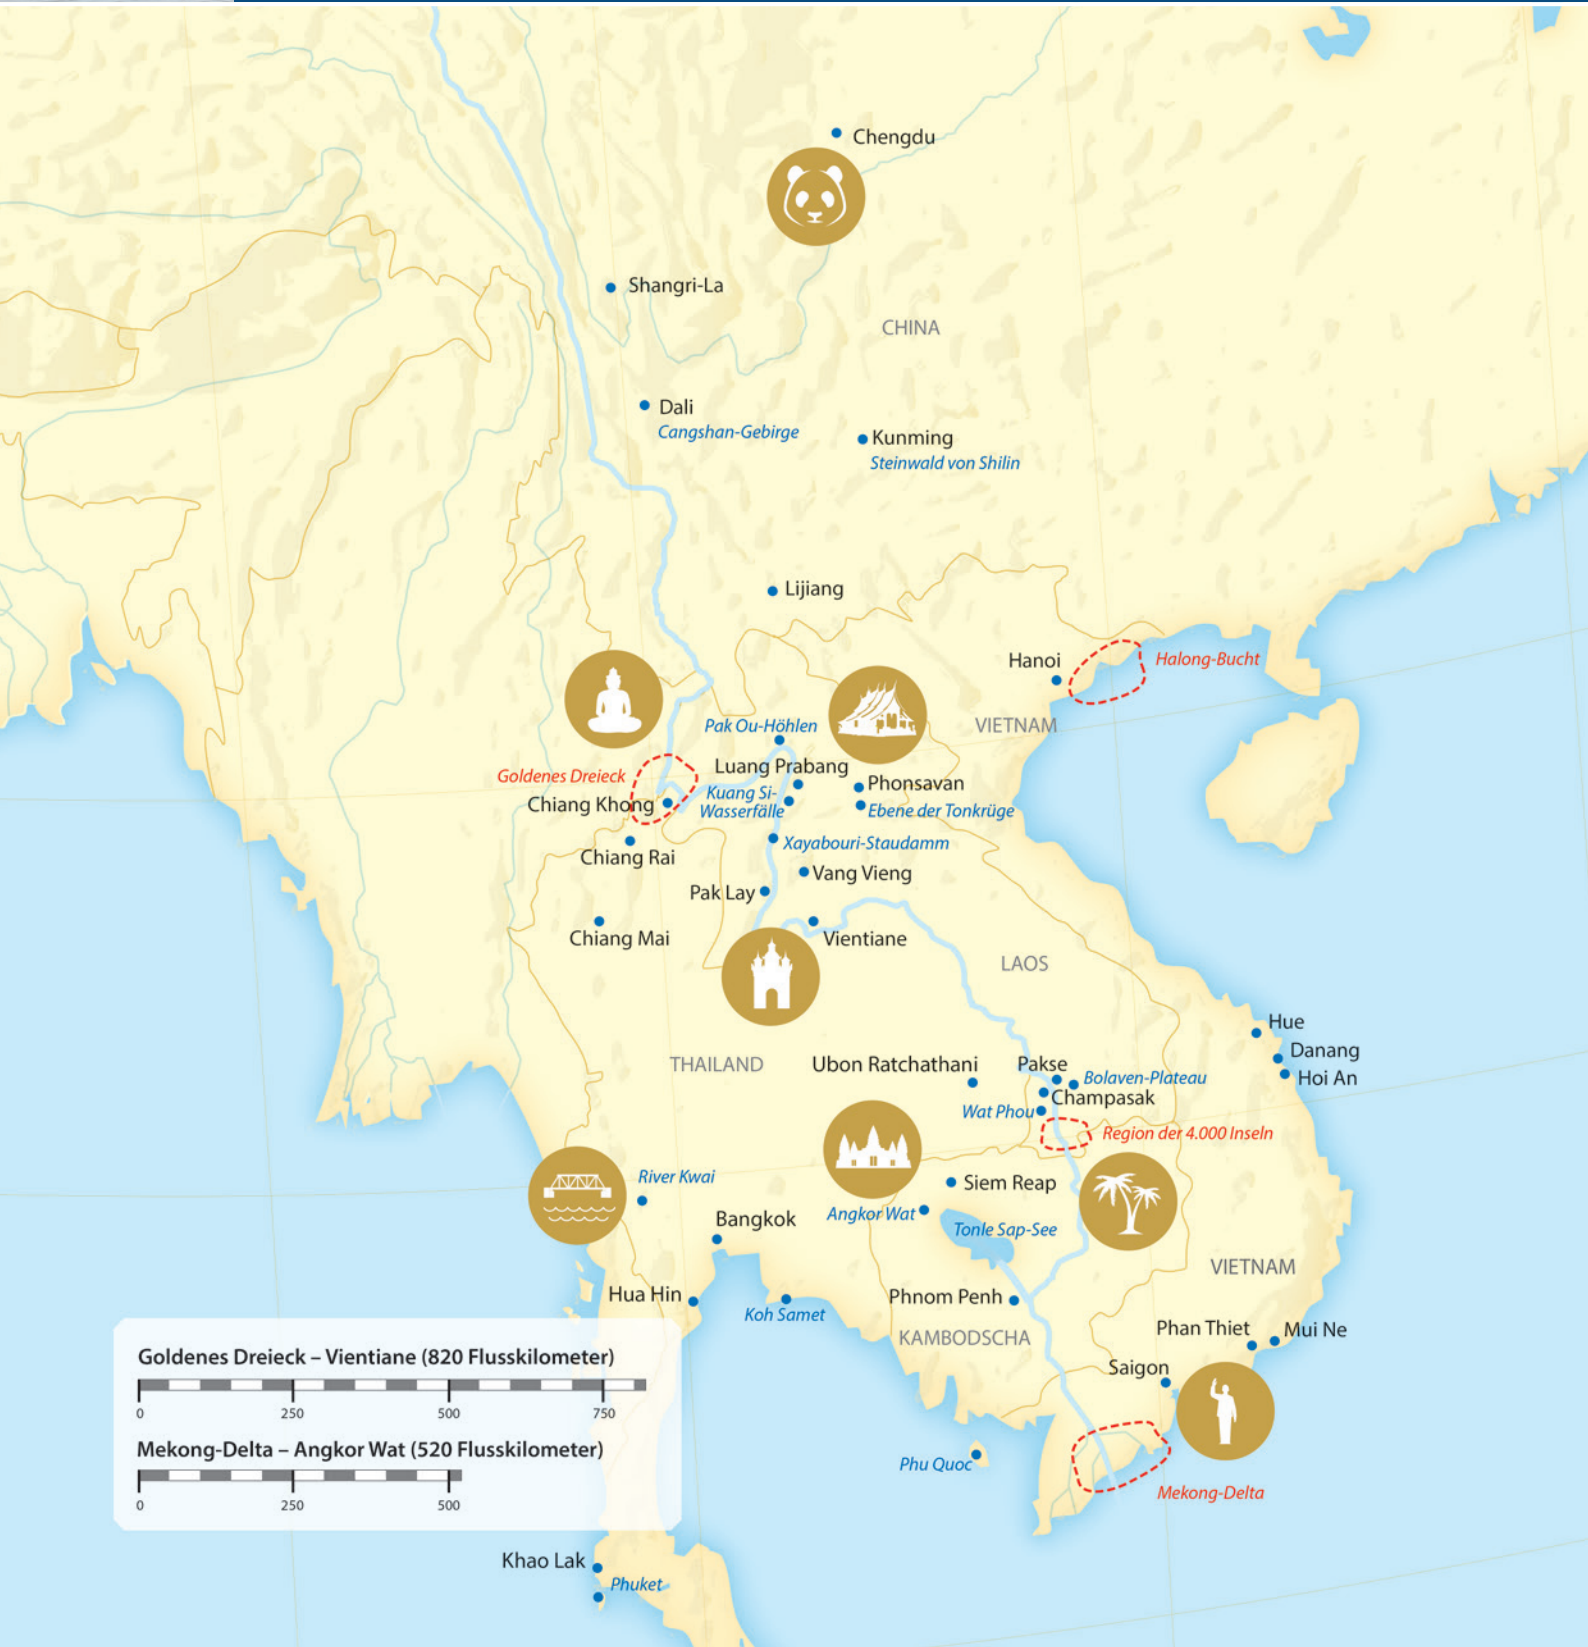 Chengdu
Shangri-La
CHINA
Dali
Cangshan-Gebirge
Kunming
Steinwald von Shilin
Lijiang
Hanoi
Halong-Bucht
VIETNAM
Pak Ou-Höhlen
Goldenes Dreieck
Luang Prabang
Phonsavan
Chiang Khong
Kuang Si-
Wasserfälle
Ebene der Tonkrüge
Xayabouri-Staudamm
Chiang Rai
Vang Vieng
Pak Lay
Chiang Mai
Vientiane
LAOS
Hue
Danang
Hoi An
THAILAND
Ubon Ratchathani
Pakse
Bolaven-Plateau
Champasak
Wat Phou
Region der 4.000 Inseln
River Kwai
Siem Reap
Angkor Wat
Bangkok
Tonle Sap-See
VIETNAM
Hua Hin
Koh Samet
Phnom Penh
KAMBODSCHA
Phan Thiet
Mui Ne
Saigon
Goldenes Dreieck – Vientiane (820 Flusskilometer)
0 250 500 750
Mekong-Delta – Angkor Wat (520 Flusskilometer)
0 250 500
Phu Quoc
Mekong-Delta
Khao Lak
Phuket